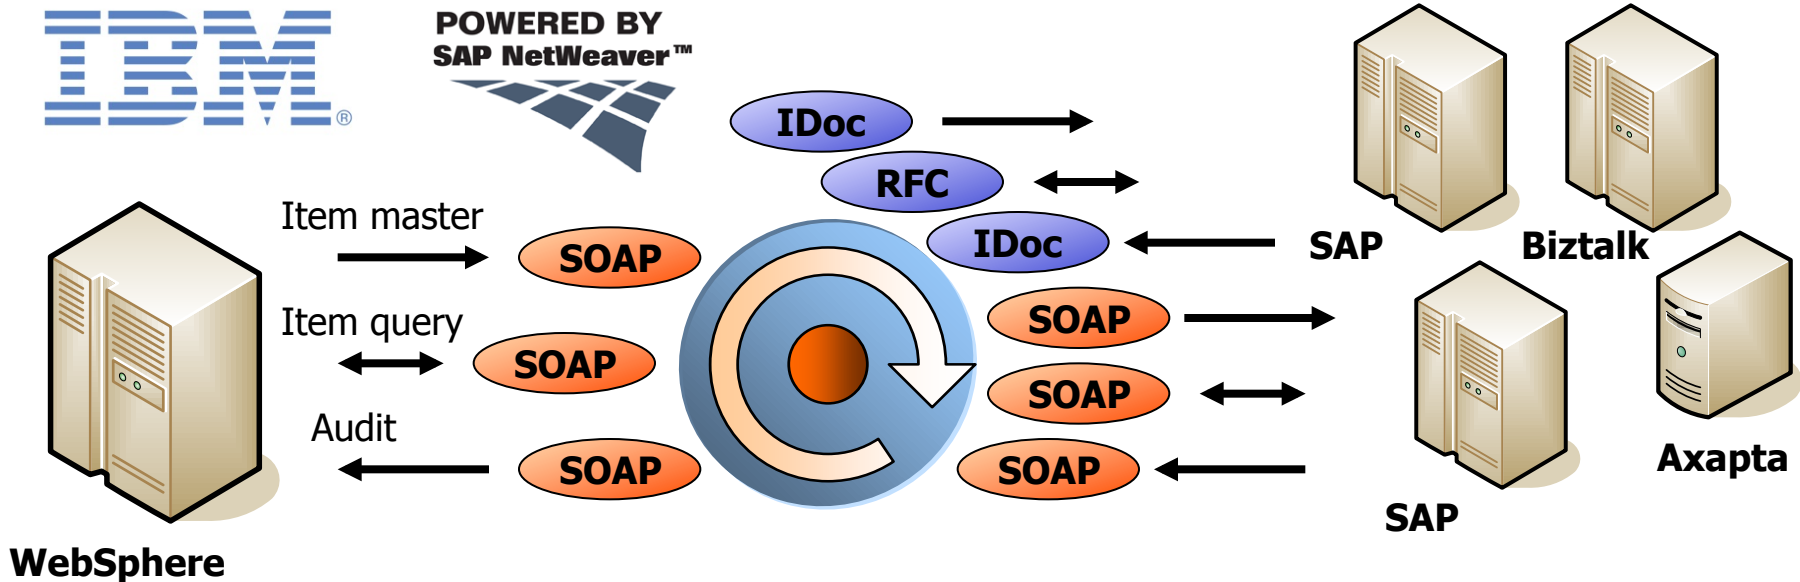 IBM®
POWERED BY
SAP NetWeaver™
IDoc
RFC
IDoc
Item master
SOAP
SAP
Biztalk
SOAP
Item query
SOAP
SOAP
Audit
SOAP
SOAP
Axapta
SAP
WebSphere